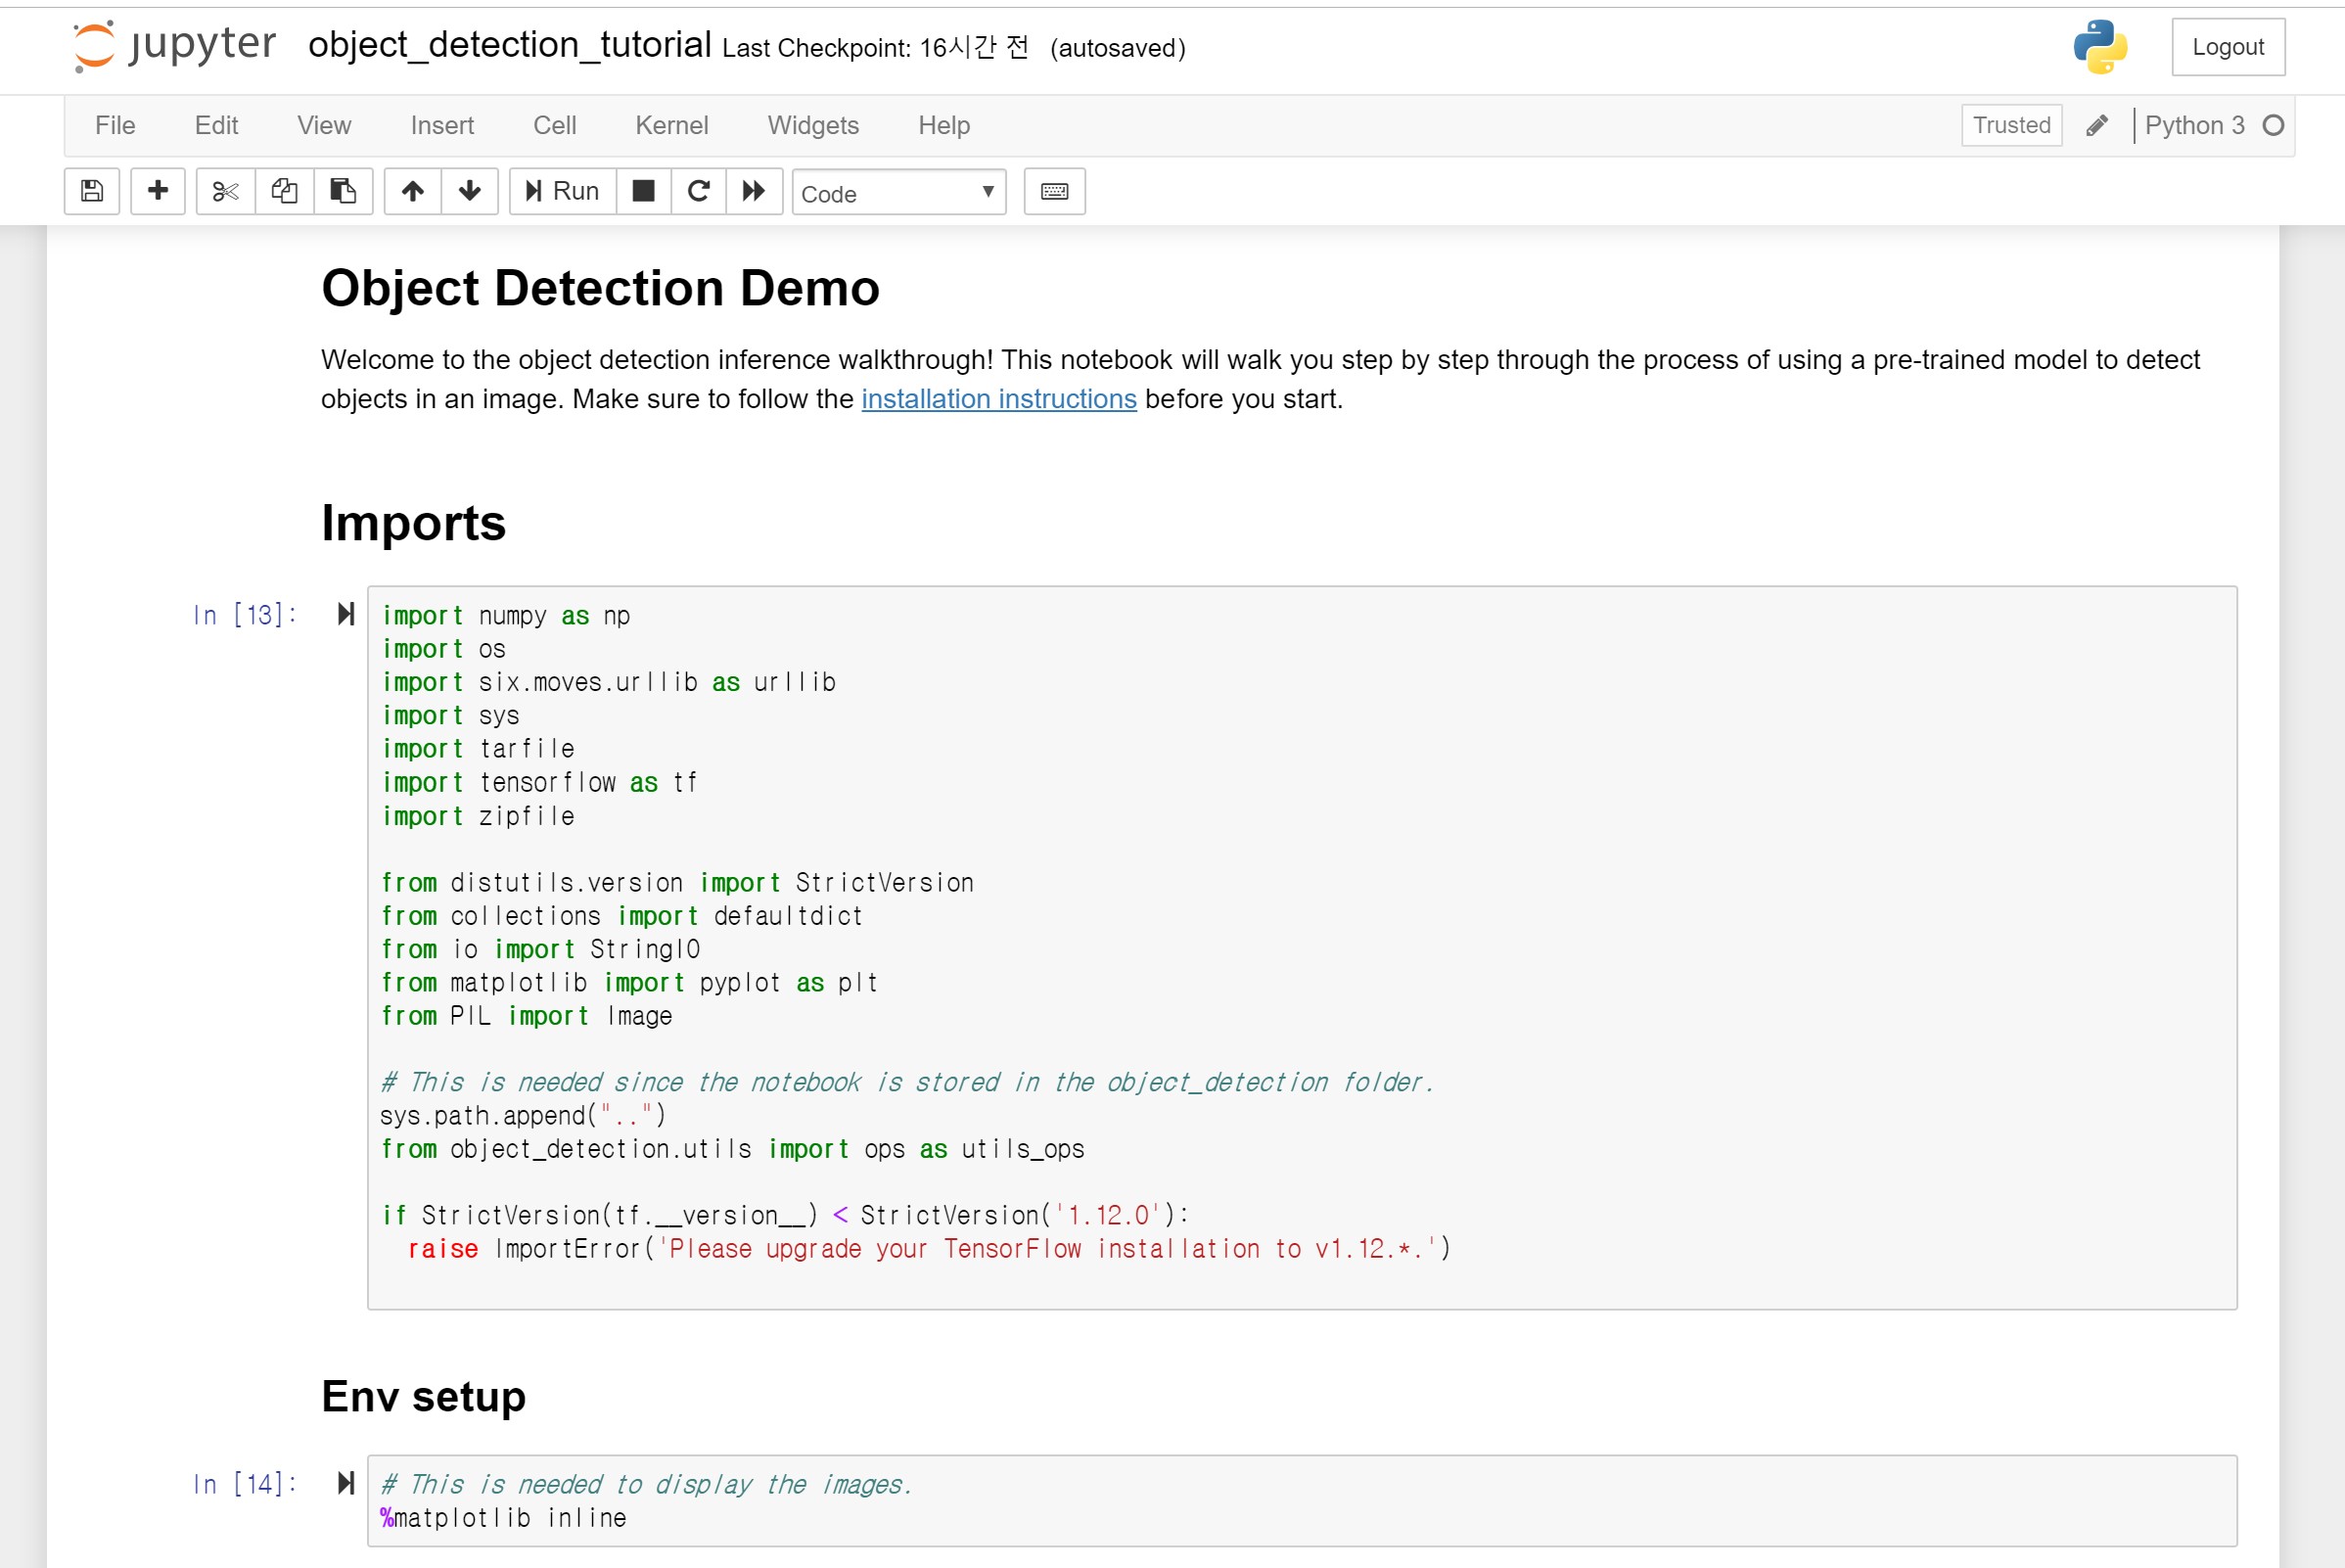 jupyter object_detection_tutorial Last Checkpoint: 16시간 전 (autosaved) Logout
File Edit View Insert Cell Kernel Widgets Help Trusted Python 3
Run Code
Object Detection Demo
Welcome to the object detection inference walkthrough! This notebook will walk you step by step through the process of using a pre-trained model to detect
objects in an image. Make sure to follow the installation instructions before you start.
Imports
In [13]: import numpy as np
import os
import six.moves.urllib as urllib
import sys
import tarfile
import tensorflow as tf
import zipfile
from distutils.version import StrictVersion
from collections import defaultdict
from io import StringIO
from matplotlib import pyplot as plt
from PIL import Image
# This is needed since the notebook is stored in the object_detection folder.
sys.path.append("..")
from object_detection.utils import ops as utils_ops
if StrictVersion(tf.__version__) < StrictVersion('1.12.0'):
  raise ImportError('Please upgrade your TensorFlow installation to v1.12.*.')
Env setup
In [14]: # This is needed to display the images.
%matplotlib inline